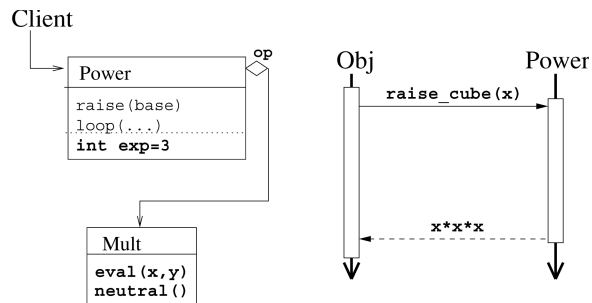 Client
op
Power
raise(base)
loop(...)
int exp=3
Mult
eval(x,y)
neutral()
Obj
Power
raise_cube(x)
x*x*x